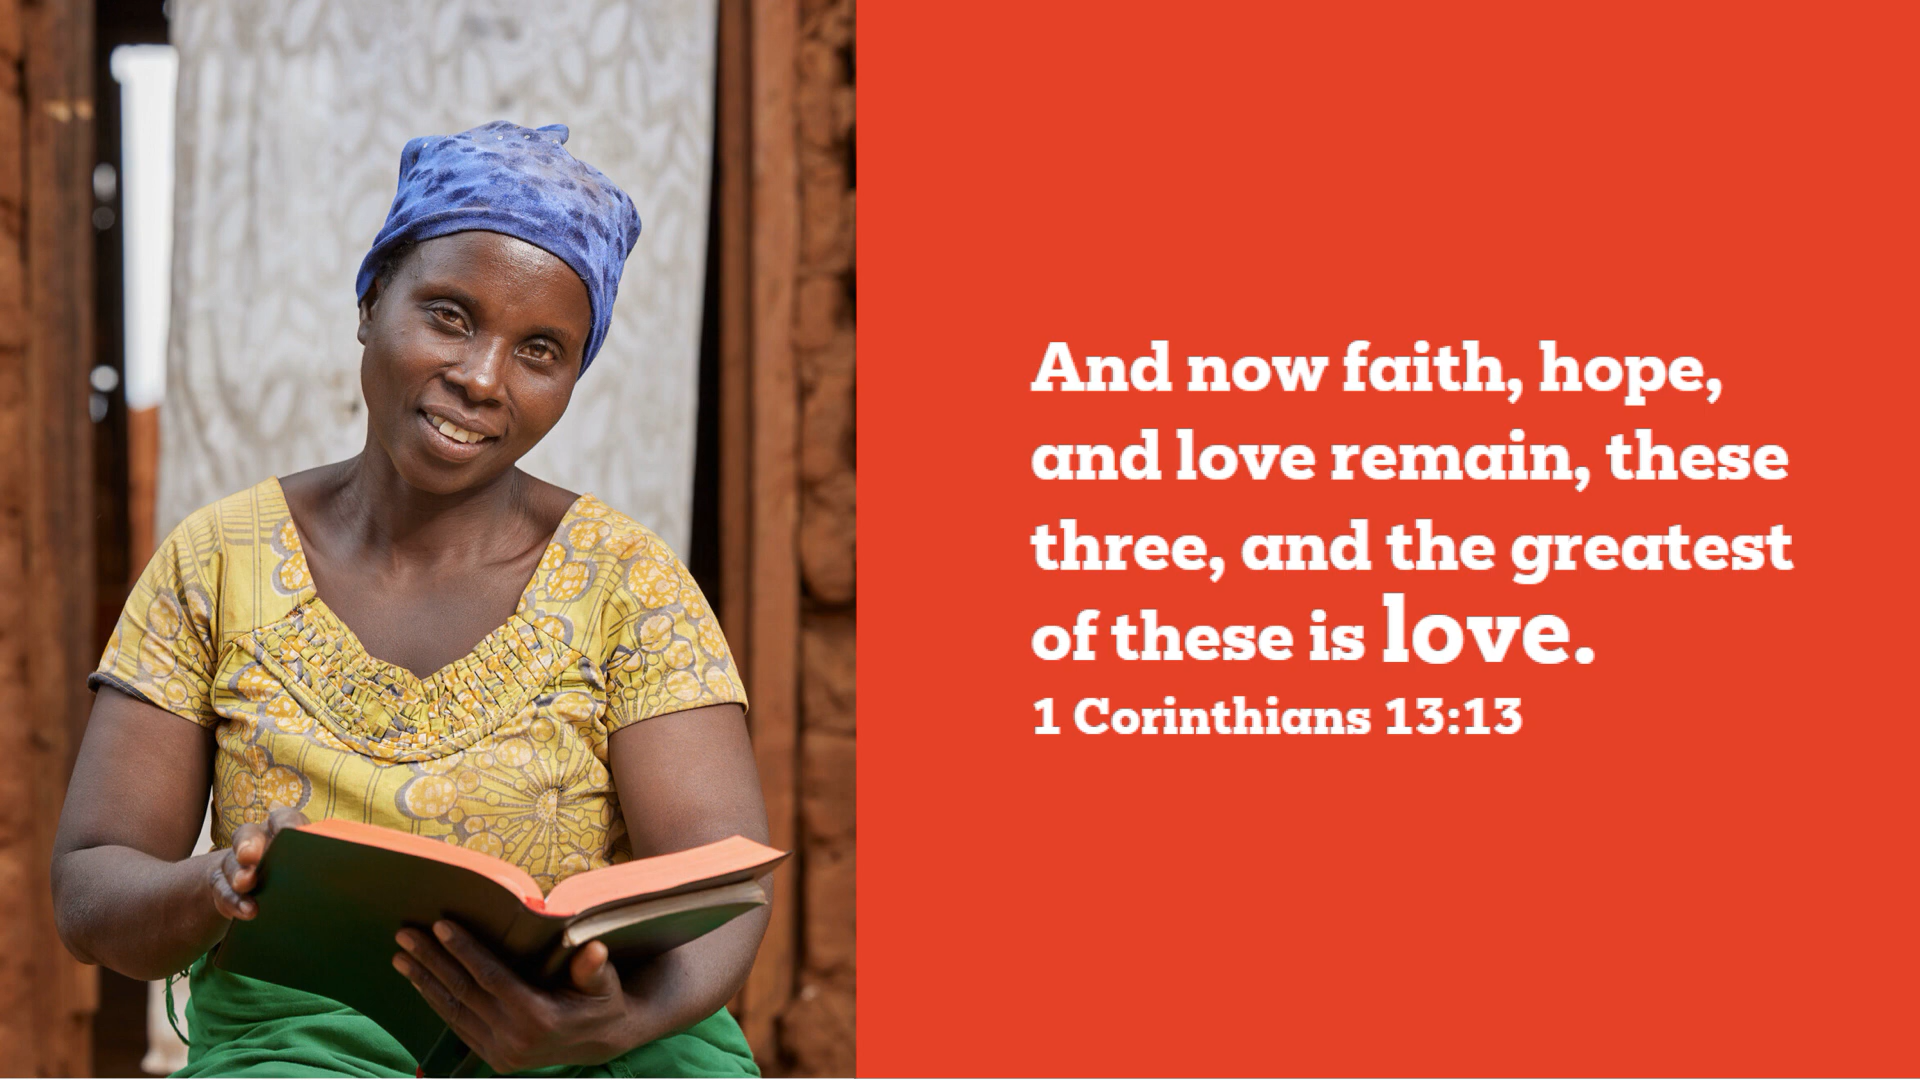 And now faith, hope,
and love remain, these
three, and the greatest
of these is love.
1 Corinthians 13:13